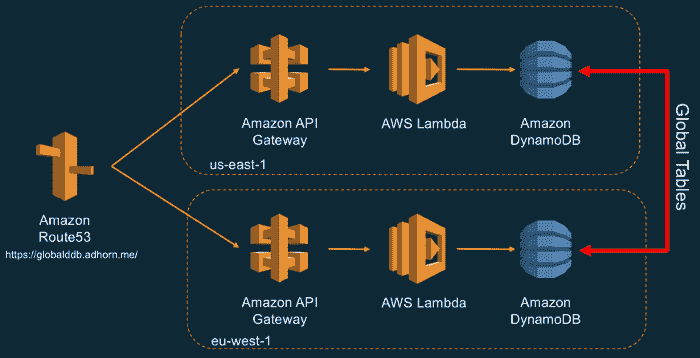 Amazon API
Gateway
AWS Lambda
Amazon
DynamoDB
us-east-1
Global Tables
Amazon
Route53
https://globalddb.adhorn.me/
Amazon API
Gateway
AWS Lambda
Amazon
DynamoDB
eu-west-1